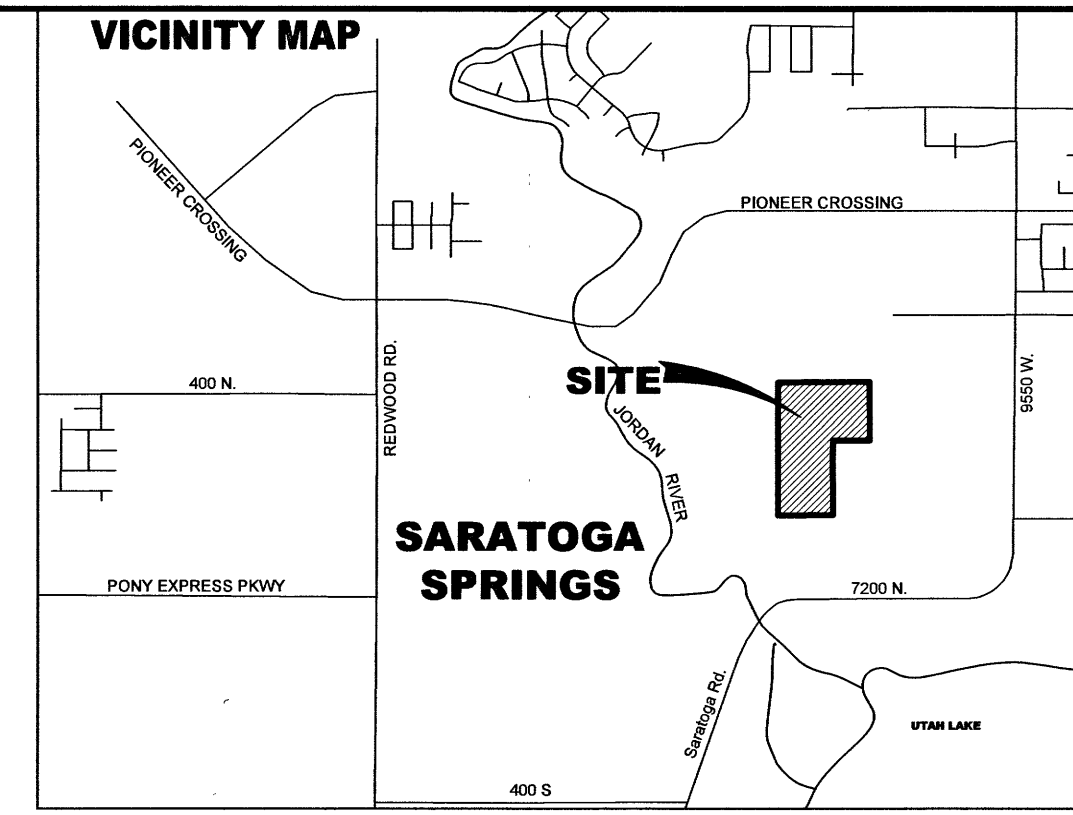 VICINITY MAP
PIONEER CROSSING
PIONEER CROSSING
REDWOOD RD.
400 N.
SITE
9550 W.
JORDAN
RIVER
SARATOGA
SPRINGS
PONY EXPRESS PKWY
7200 N.
Saratoga Rd.
UTAH LAKE
400 S